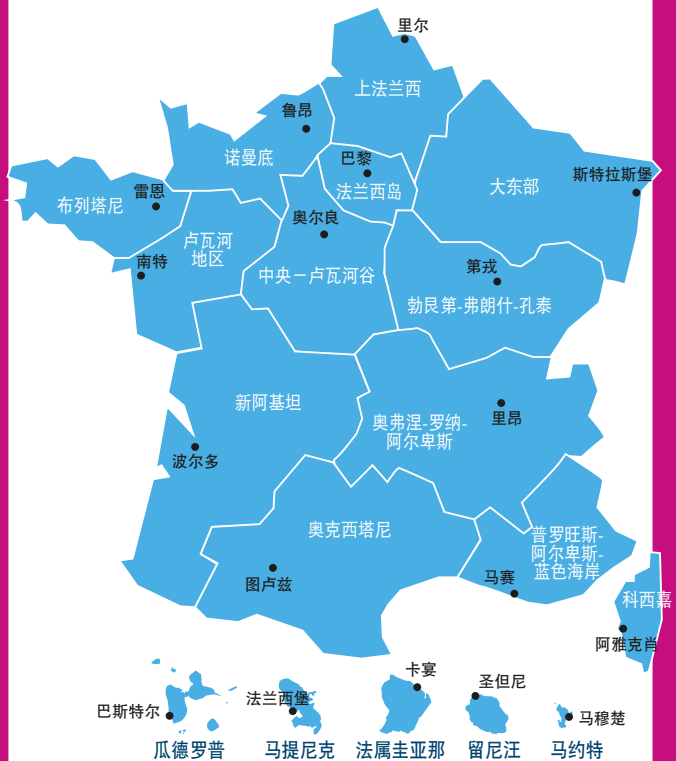 里尔
上法兰西
鲁昂
诺曼底
巴黎
法兰西岛
大东部
斯特拉斯堡
雷恩
布列塔尼
卢瓦河
地区
奥尔良
南特
中央－卢瓦河谷
第戎
勃艮第-弗朗什-孔泰
新阿基坦
奥弗涅-罗纳-
阿尔卑斯
里昂
波尔多
奥克西塔尼
普罗旺斯-
阿尔卑斯-
蓝色海岸
图卢兹
马赛
科西嘉
阿雅克肖
卡宴
圣但尼
法兰西堡
巴斯特尔
马穆楚
瓜德罗普
马提尼克
法属圭亚那
留尼汪
马约特